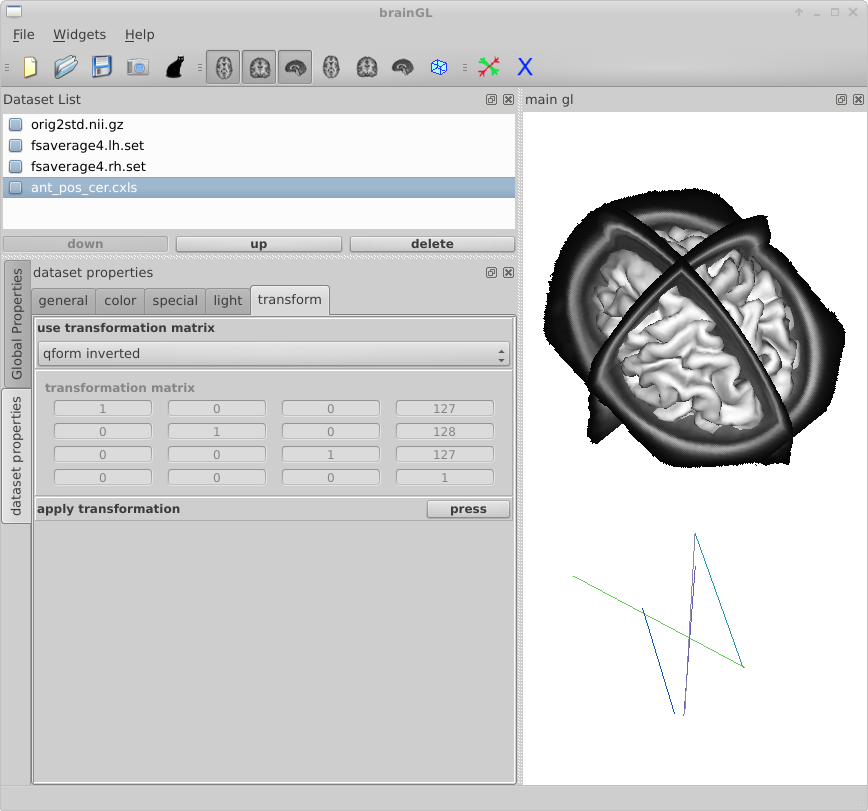 brainGL
File Widgets Help
Dataset List
main gl
orig2std.nii.gz
fsaverage4.lh.set
fsaverage4.rh.set
ant_pos_cer.cxls
down up delete
dataset properties
Global Properties
dataset properties
general color special light transform
use transformation matrix
qform inverted
transformation matrix
1 0 0 127
0 1 0 128
0 0 1 127
0 0 0 1
apply transformation press